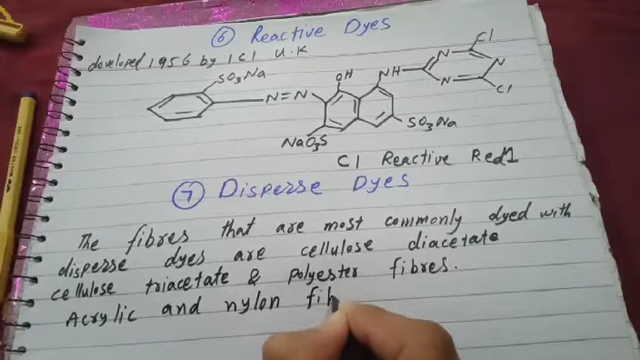 6 Reactive Dyes
developed 1956 by ICI U.K
SO3Na
N=N
OH
NH
N
Cl
N
N
Cl
NaO3S
SO3Na
CI Reactive Red1
7 Disperse Dyes
The fibres that are most commonly dyed with
disperse dyes are cellulose diacetate
cellulose triacetate & polyester fibres.
Acrylic and nylon fib